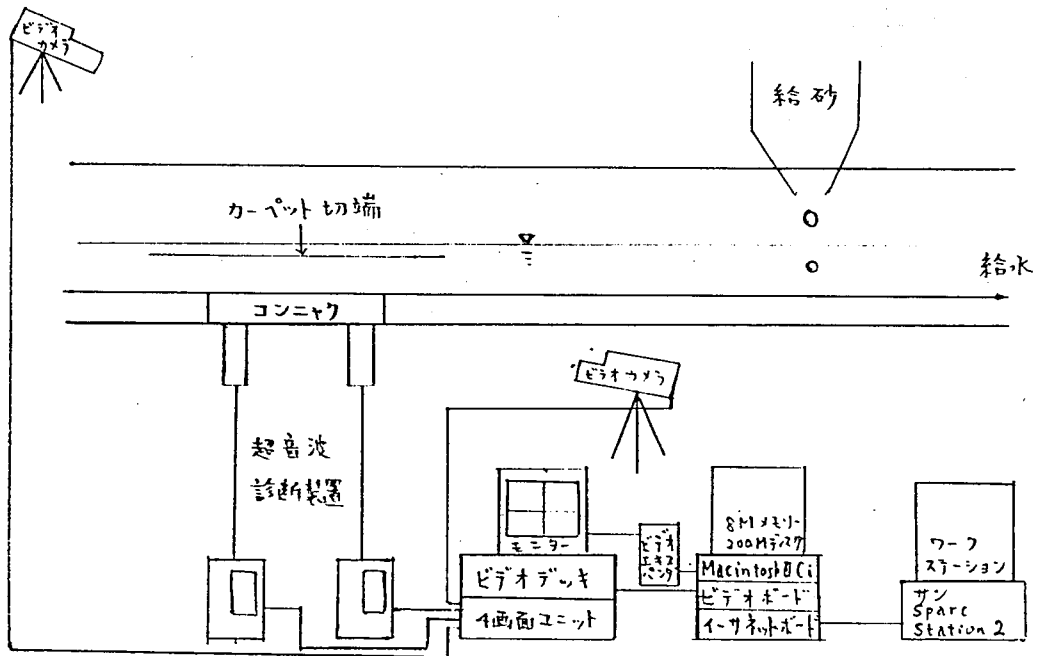 ビデオ
カメラ
給砂
カーペット切端
給水
コンニャク
ビデオカメラ
超音波
診断装置
モニター
ビデオデッキ
4画面ユニット
ビデオ
エキス
パンダ
8Mメモリー
200Mディスク
MacintoshⅡCi
ビデオボード
イーサネットボード
ワーク
ステーション
サン
Sparc
Station 2